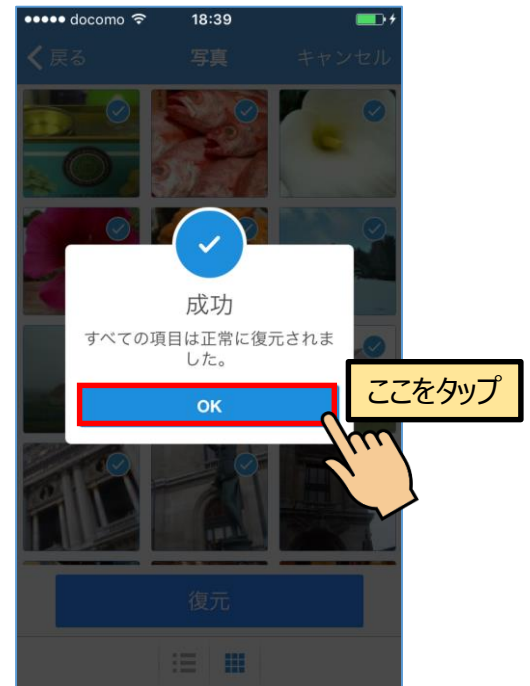 docomo 18:39
戻る 写真 キャンセル
成功
すべての項目は正常に復元されま
した。
OK
ここをタップ
復元